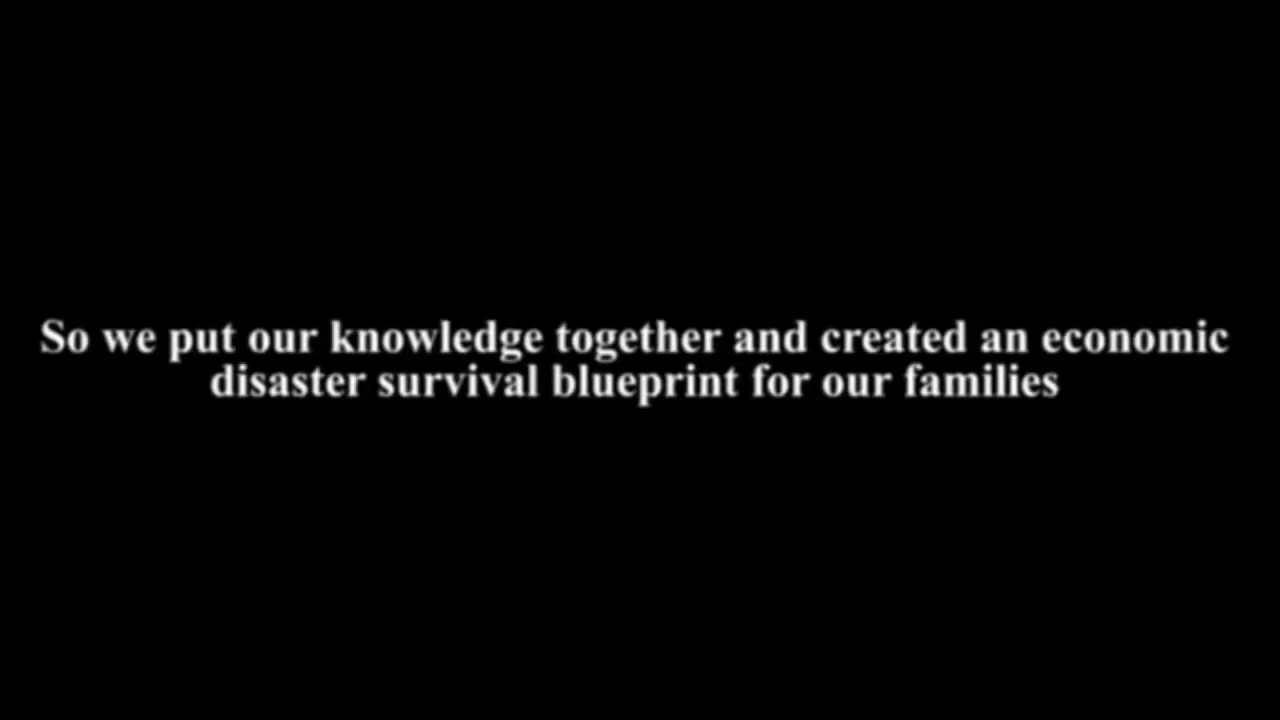 So we put our knowledge together and created an economic
disaster survival blueprint for our families